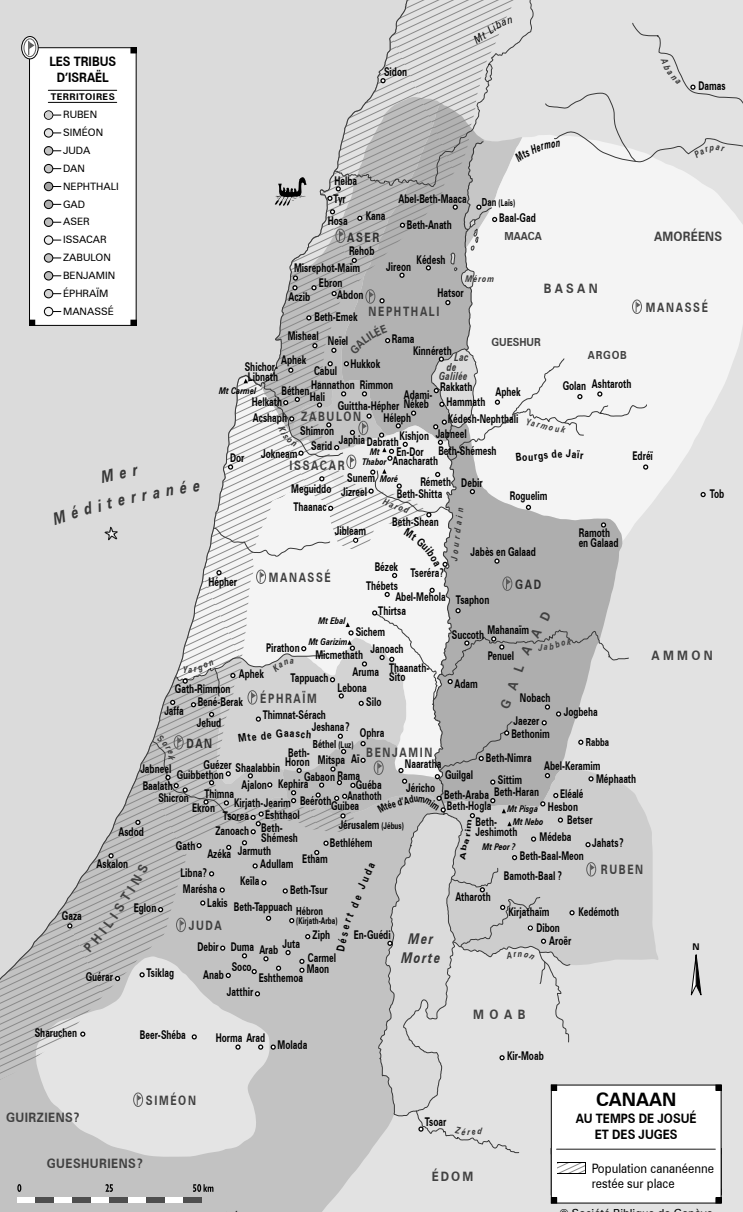 Mt Liban
Sidon
Abana
Damas
LES TRIBUS
D'ISRAËL
TERRITOIRES
RUBEN
SIMÉON
JUDA
DAN
NEPHTHALI
GAD
ASER
ISSACAR
ZABULON
BENJAMIN
ÉPHRAÏM
MANASSÉ
Mts Hermon
Parpar
Helba
Tyr
Abel-Beth-Maaca
Dan (Laïs)
Hosa
Kana
Beth-Anath
Baal-Gad
ASER
MAACA
AMORÉENS
Rehob
Misrephot-Maïm
Jireon
Kédesh
Mérom
Ebron
Aczib
Abdon
Hatsor
BASAN
MANASSÉ
Beth-Emek
NEPHTHALI
Misheal
Neïel
GALILÉE
Rama
Kinnéreth
GUESHUR
ARGOB
Shichor-
Libnath
Aphek
Cabul
Hukkok
Lac
de
Galilée
Mt Carmel
Béthen
Hannathon
Rimmon
Adami-
Nékeb
Rakkath
Aphek
Golan
Ashtaroth
Helkath
Hali
Guittha-Hépher
Hammath
Acshaph
ZABULON
Héleph
Kédesh-Nephthali
Yarmouk
Kison
Shimron
Japhia
Dabrath
Kishjon
Jabneel
Sarid
Jokneam
Mt
Thabor
En-Dor
Beth-Shémesh
Bourgs de Jaïr
Edréï
Dor
ISSACAR
Anacharath
Mer
Méditerranée
Meguiddo
Sunem
Moré
Jizreel
Rémeth
Beth-Shitta
Debir
Roguelim
Tob
Thaanac
Harod
Jourdain
Beth-Shean
Jibleam
Mt Guilboa
Ramoth
en Galaad
Jabès en Galaad
Bézek
Tseréra?
Hépher
MANASSÉ
Thébets
Abel-Mehola
GAD
Tsaphon
Thirtsa
Mt Ebal
Sichem
Mt Garizim
Succoth
Mahanaïm
Jabbok
Pirathon
Micmethath
Janoach
Penuel
GALAAD
AMMON
Yarqon
Kana
Aphek
Aruma
Thaanath-
Sito
Tappuach
Adam
Gath-Rimmon
Bené-Berak
ÉPHRAÏM
Lebona
Silo
Nobach
Jaffa
Jehud
Thimnat-Sérach
Jogbeha
Jeshana?
Jaezer
Sorek
DAN
Mte de Gaasch
Ophra
Bethonim
Béthel (Luz)
Rabba
Beth-
Horon
Mitspa
Aï
BENJAMIN
Naaratha
Beth-Nimra
Jabneel
Guibbethon
Guézer
Shaalabbin
Guilgal
Abel-Keramim
Baalath
Ajalon
Kephira
Gabaon
Rama
Guéba
Jéricho
Sittim
Méphaath
Shicron
Thimna
Beth-Araba
Beth-Haran
Eléalé
Ekron
Kirjath-Jearim
Beéroth
Anathoth
Guibea
Mtée d'Adummim
Beth-Hogla
Hesbon
Tsorea
Eshthaol
Mt Pisga
Asdod
Zanoach
Beth-
Shémesh
Jérusalem (Jébus)
Beth-
Jeshimoth
Mt Nebo
Betser
Gath
Bethléhem
Abarim
Médeba
Jahats?
Azéka
Jarmuth
Mt Peor ?
Askalon
Etham
Beth-Baal-Meon
Adullam
Libna?
Bamoth-Baal ?
RUBEN
Keïla
Marésha
Beth-Tsur
Atharoth
Lakis
Beth-Tappuach
Gaza
PHILISTINS
Eglon
Hébron
(Kirjath-Arba)
Désert de Juda
Kirjathaïm
Kedémoth
JUDA
Ziph
En-Guédi
Dibon
Mer
Morte
Aroër
Debir
Duma
Arab
Juta
Arnon
N
Carmel
Soco
Maon
Guérar
Tsiklag
Anab
Eshthemoa
Jatthir
MOAB
Sharuchen
Beer-Shéba
Horma
Arad
Molada
Kir-Moab
SIMÉON
CANAAN
AU TEMPS DE JOSUÉ
ET DES JUGES
GUIRZIENS?
Tsoar
Zéred
Population cananéenne
restée sur place
GUESHURIENS?
ÉDOM
0
25
50 km
© Société Biblique de Genève